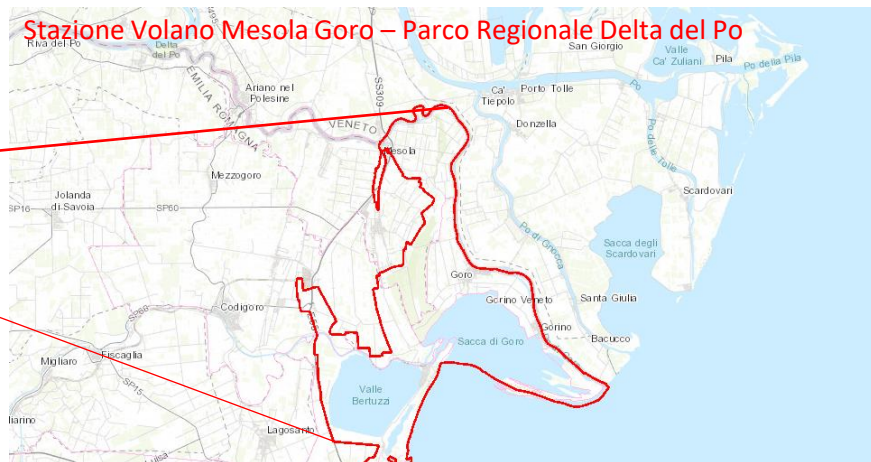 Stazione Volano Mesola Goro – Parco Regionale Delta del Po
Riva del Po
Delta
del Po
San Giorgio
Valle
Ca' Zuliani
Pila
Po della Pila
Ariano nel
Polesine
SS309
Ca'
Tiepolo
Porto Tolle
Po
EMILIA ROMAGNA
VENETO
Donzella
Mesola
Po delle Tolle
Mezzogoro
Jolanda
di Savoia
SP16
SP60
Scardovari
Po di Gnocca
Sacca degli
Scardovari
Goro
Gorino Veneto
Santa Giulia
Codigoro
Gorino
Bacucco
Sacca di Goro
SP68
Migliaro
Fiscaglia
SP15
Valle
Bertuzzi
Lagosanto